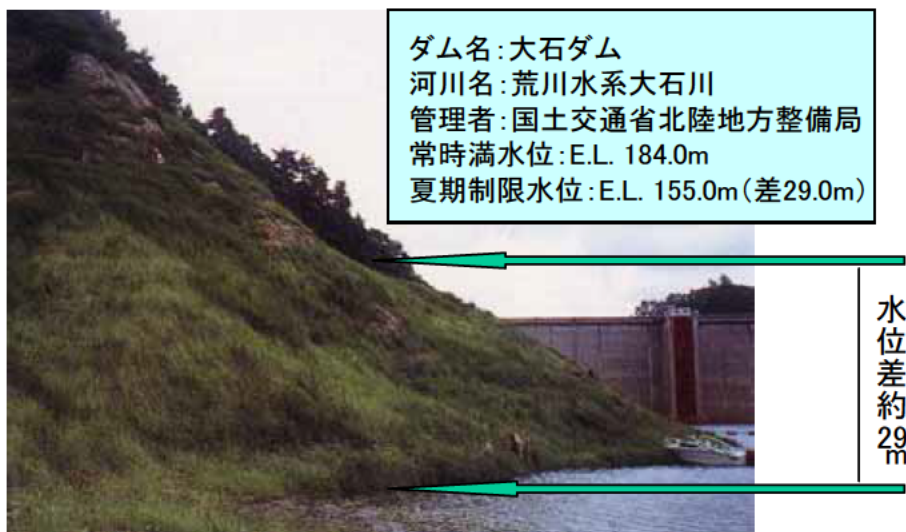 ダム名:大石ダム
河川名:荒川水系大石川
管理者:国土交通省北陸地方整備局
常時満水位:E.L. 184.0m
夏期制限水位:E.L. 155.0m(差29.0m)
水位差約29m